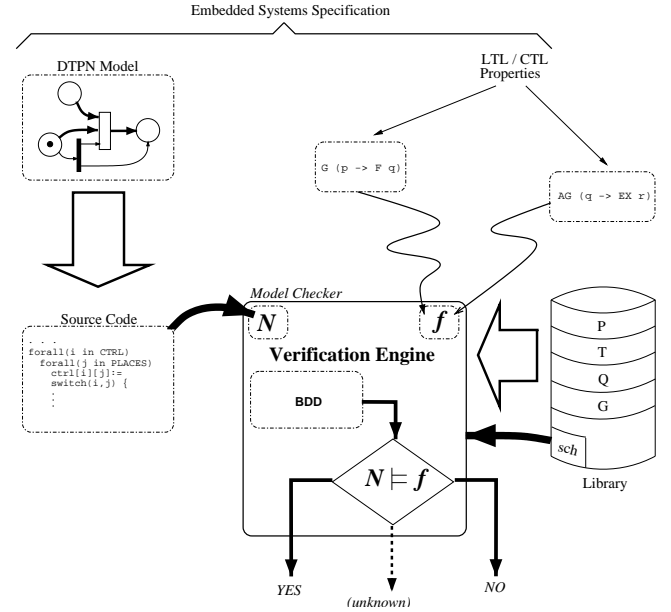 Embedded Systems Specification
DTPN Model
LTL / CTL
Properties
G (p -> F q)
AG (q -> EX r)
Source Code
. . .
forall(i in CTRL)
forall(j in PLACES)
ctrl[i][j]:=
switch(i,j) {
.
.
.
Model Checker
N
f
Verification Engine
BDD
N ⊨ f
YES
(unknown)
NO
P
T
Q
G
sch
Library